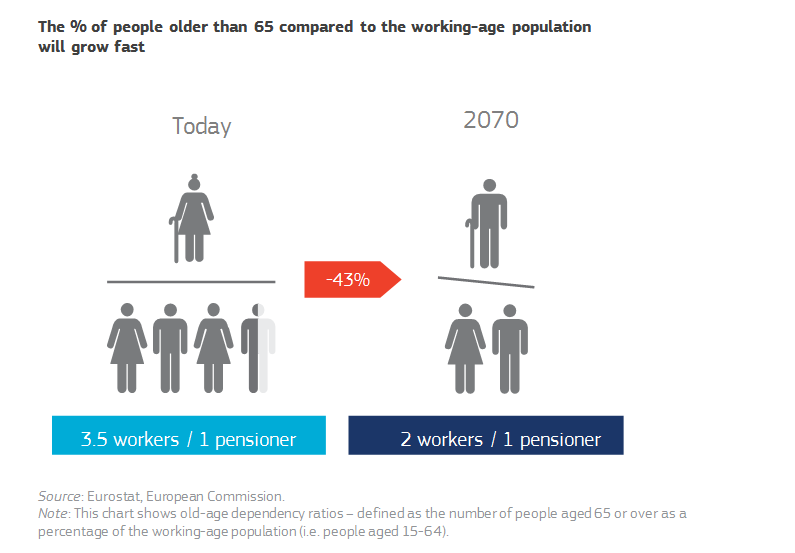 The % of people older than 65 compared to the working-age population
will grow fast
Today
2070
-43%
3.5 workers / 1 pensioner
2 workers / 1 pensioner
Source: Eurostat, European Commission.
Note: This chart shows old-age dependency ratios – defined as the number of people aged 65 or over as a
percentage of the working-age population (i.e. people aged 15-64).